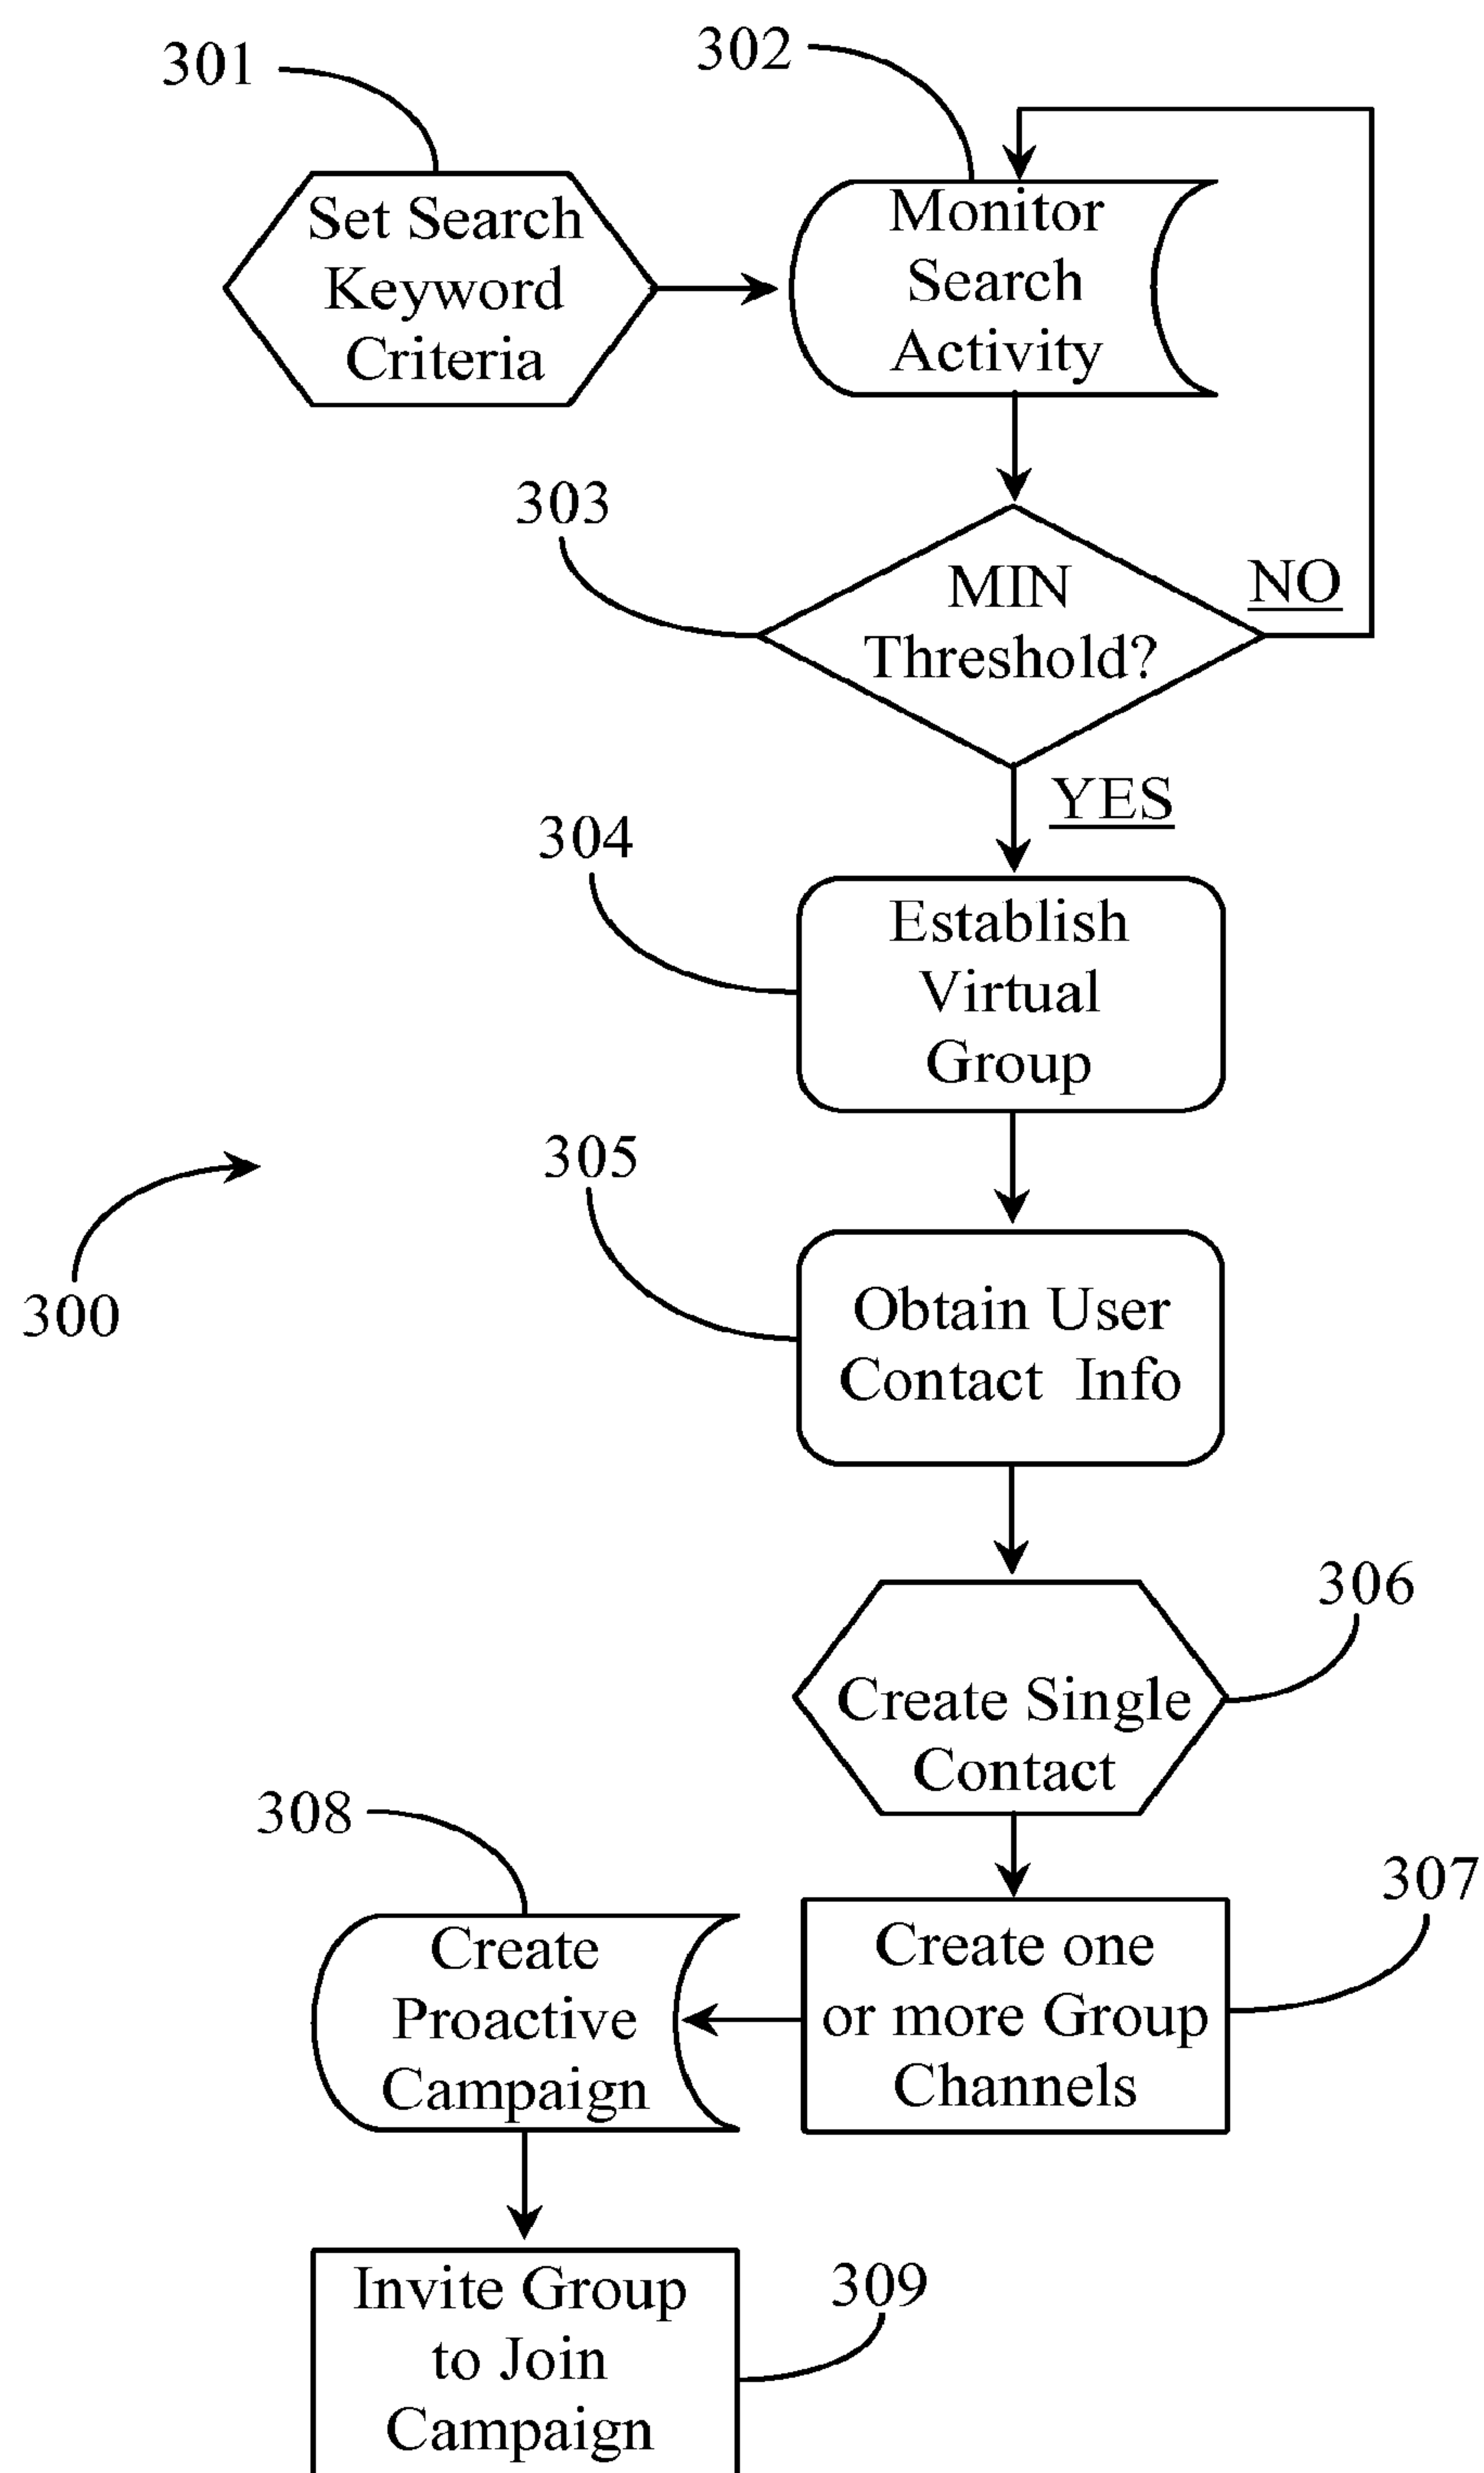 301
302
Set Search
Keyword
Criteria
Monitor
Search
Activity
303
MIN
Threshold?
NO
YES
304
Establish
Virtual
Group
305
300
Obtain User
Contact Info
306
Create Single
Contact
308
307
Create
Proactive
Campaign
Create one
or more Group
Channels
Invite Group
to Join
Campaign
309